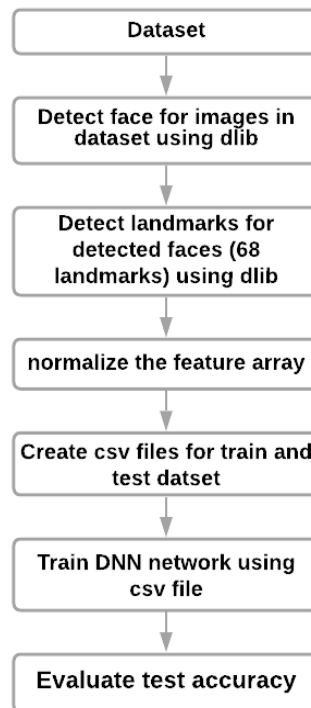 Dataset
Detect face for images in
dataset using dlib
Detect landmarks for
detected faces (68
landmarks) using dlib
normalize the feature array
Create csv files for train and
test datset
Train DNN network using
csv file
Evaluate test accuracy